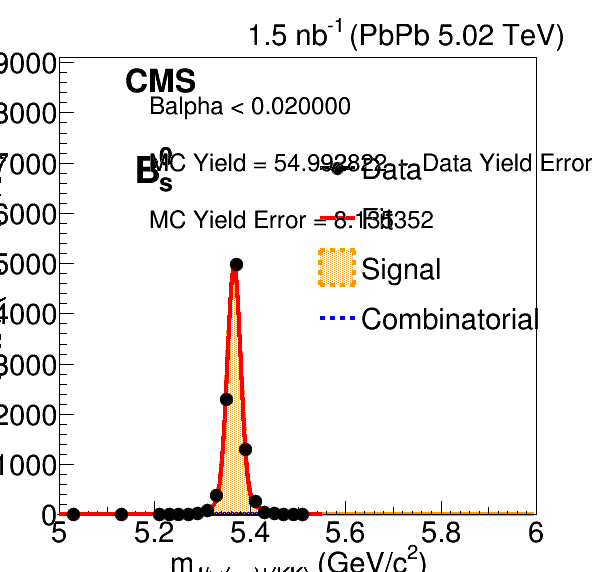 1.5 nb-1 (PbPb 5.02 TeV)
CMS
Balpha < 0.020000
MC Yield = 54.992822 -- Data Yield Error
B0s
Data
MC Yield Error = 8.135352
Fit
Signal
Combinatorial
9000
8000
7000
6000
5000
4000
3000
2000
1000
0
5 5.2 5.4 5.6 5.8 6
(GeV/c2)